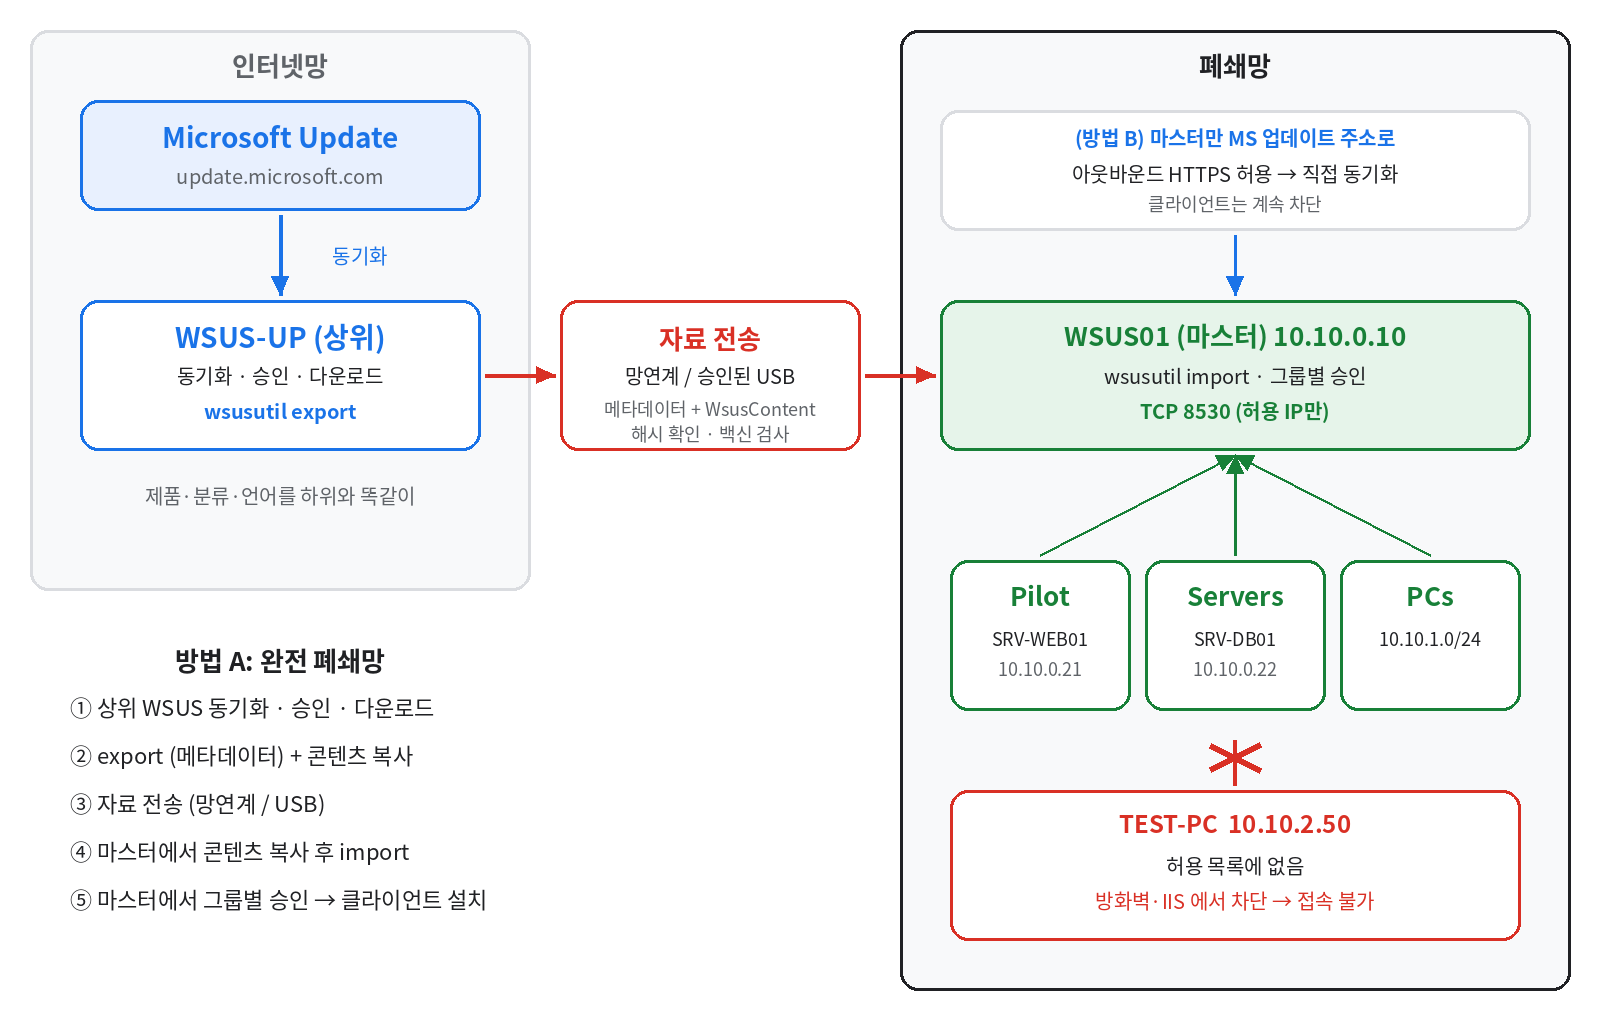 인터넷망
Microsoft Update
update.microsoft.com
동기화
WSUS-UP (상위)
동기화 · 승인 · 다운로드
wsusutil export
제품·분류·언어를 하위와 똑같이
자료 전송
망연계 / 승인된 USB
메타데이터 + WsusContent
해시 확인 · 백신 검사
폐쇄망
(방법 B) 마스터만 MS 업데이트 주소로
아웃바운드 HTTPS 허용 → 직접 동기화
클라이언트는 계속 차단
WSUS01 (마스터) 10.10.0.10
wsusutil import · 그룹별 승인
TCP 8530 (허용 IP만)
Pilot
SRV-WEB01
10.10.0.21
Servers
SRV-DB01
10.10.0.22
PCs
10.10.1.0/24
TEST-PC 10.10.2.50
허용 목록에 없음
방화벽·IIS 에서 차단 → 접속 불가
방법 A: 완전 폐쇄망
① 상위 WSUS 동기화 · 승인 · 다운로드
② export (메타데이터) + 콘텐츠 복사
③ 자료 전송 (망연계 / USB)
④ 마스터에서 콘텐츠 복사 후 import
⑤ 마스터에서 그룹별 승인 → 클라이언트 설치